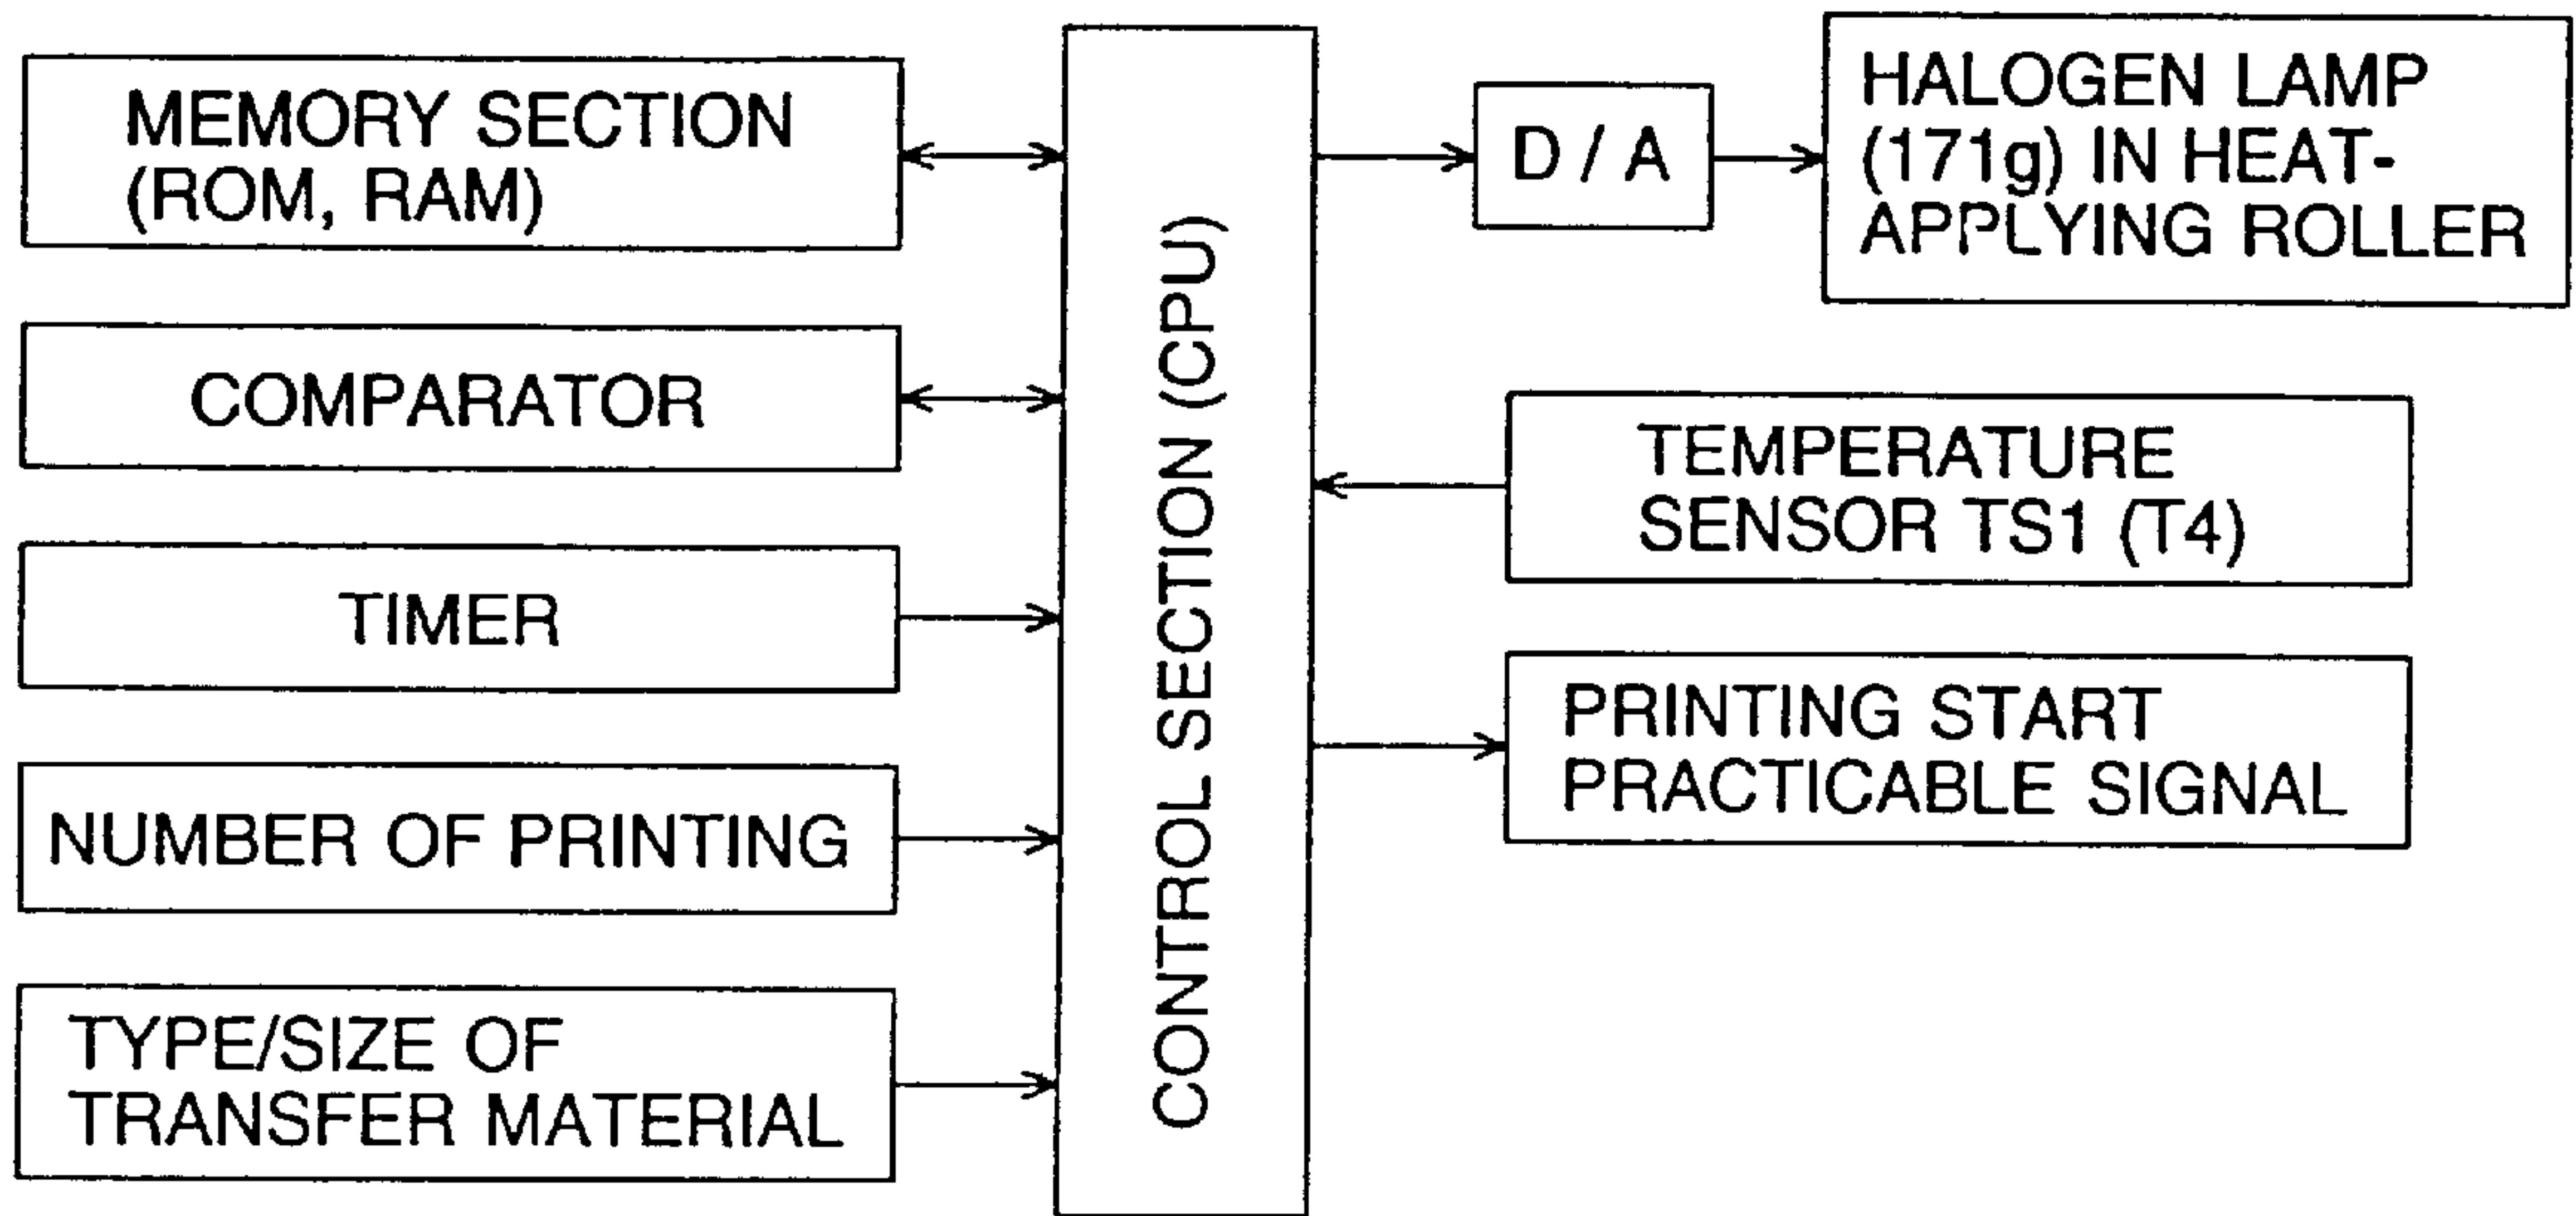 MEMORY SECTION
(ROM, RAM)
COMPARATOR
TIMER
NUMBER OF PRINTING
TYPE/SIZE OF
TRANSFER MATERIAL
CONTROL SECTION (CPU)
D / A
HALOGEN LAMP
(171g) IN HEAT-
APPLYING ROLLER
TEMPERATURE
SENSOR TS1 (T4)
PRINTING START
PRACTICABLE SIGNAL